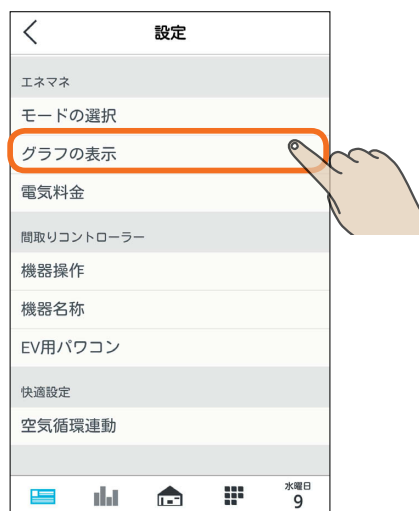 設定
エネマネ
モードの選択
グラフの表示
電気料金
間取りコントローラー
機器操作
機器名称
EV用パワコン
快適設定
空気循環連動
水曜日
9